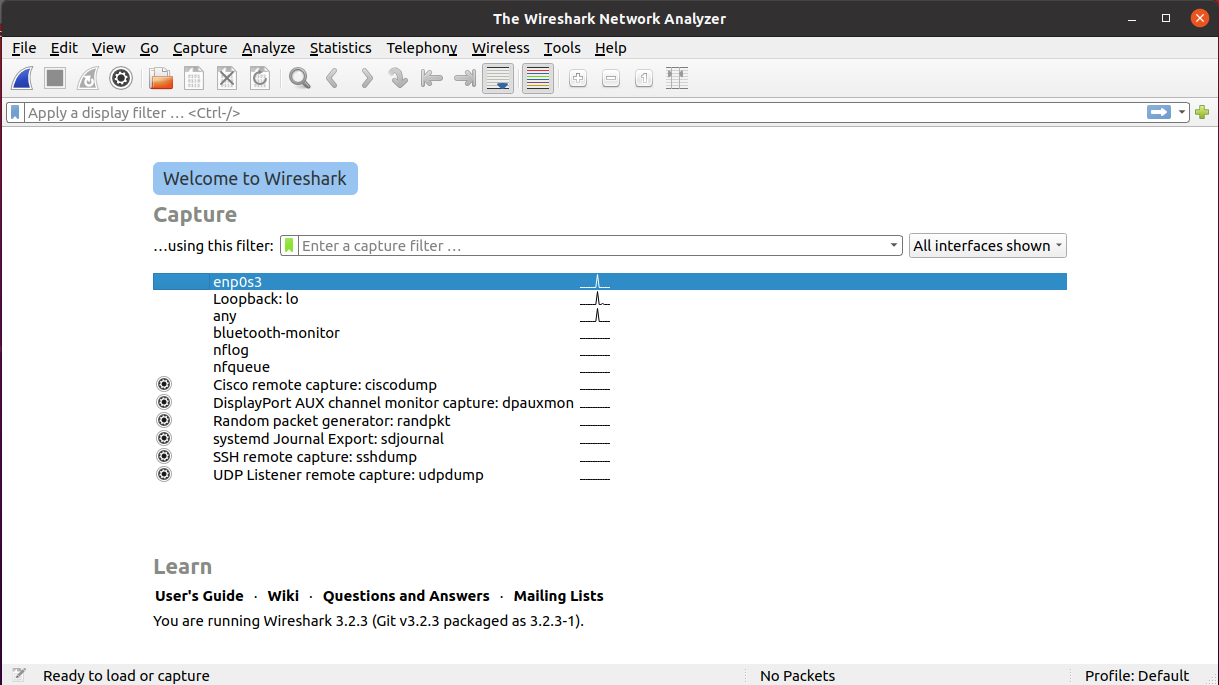 The Wireshark Network Analyzer
File Edit View Go Capture Analyze Statistics Telephony Wireless Tools Help
Apply a display filter … <Ctrl-/>
Welcome to Wireshark
Capture
…using this filter: Enter a capture filter … All interfaces shown
enp0s3
Loopback: lo
any
bluetooth-monitor
nflog
nfqueue
Cisco remote capture: ciscodump
DisplayPort AUX channel monitor capture: dpauxmon
Random packet generator: randpkt
systemd Journal Export: sdjournal
SSH remote capture: sshdump
UDP Listener remote capture: udpdump
Learn
User's Guide · Wiki · Questions and Answers · Mailing Lists
You are running Wireshark 3.2.3 (Git v3.2.3 packaged as 3.2.3-1).
Ready to load or capture No Packets Profile: Default